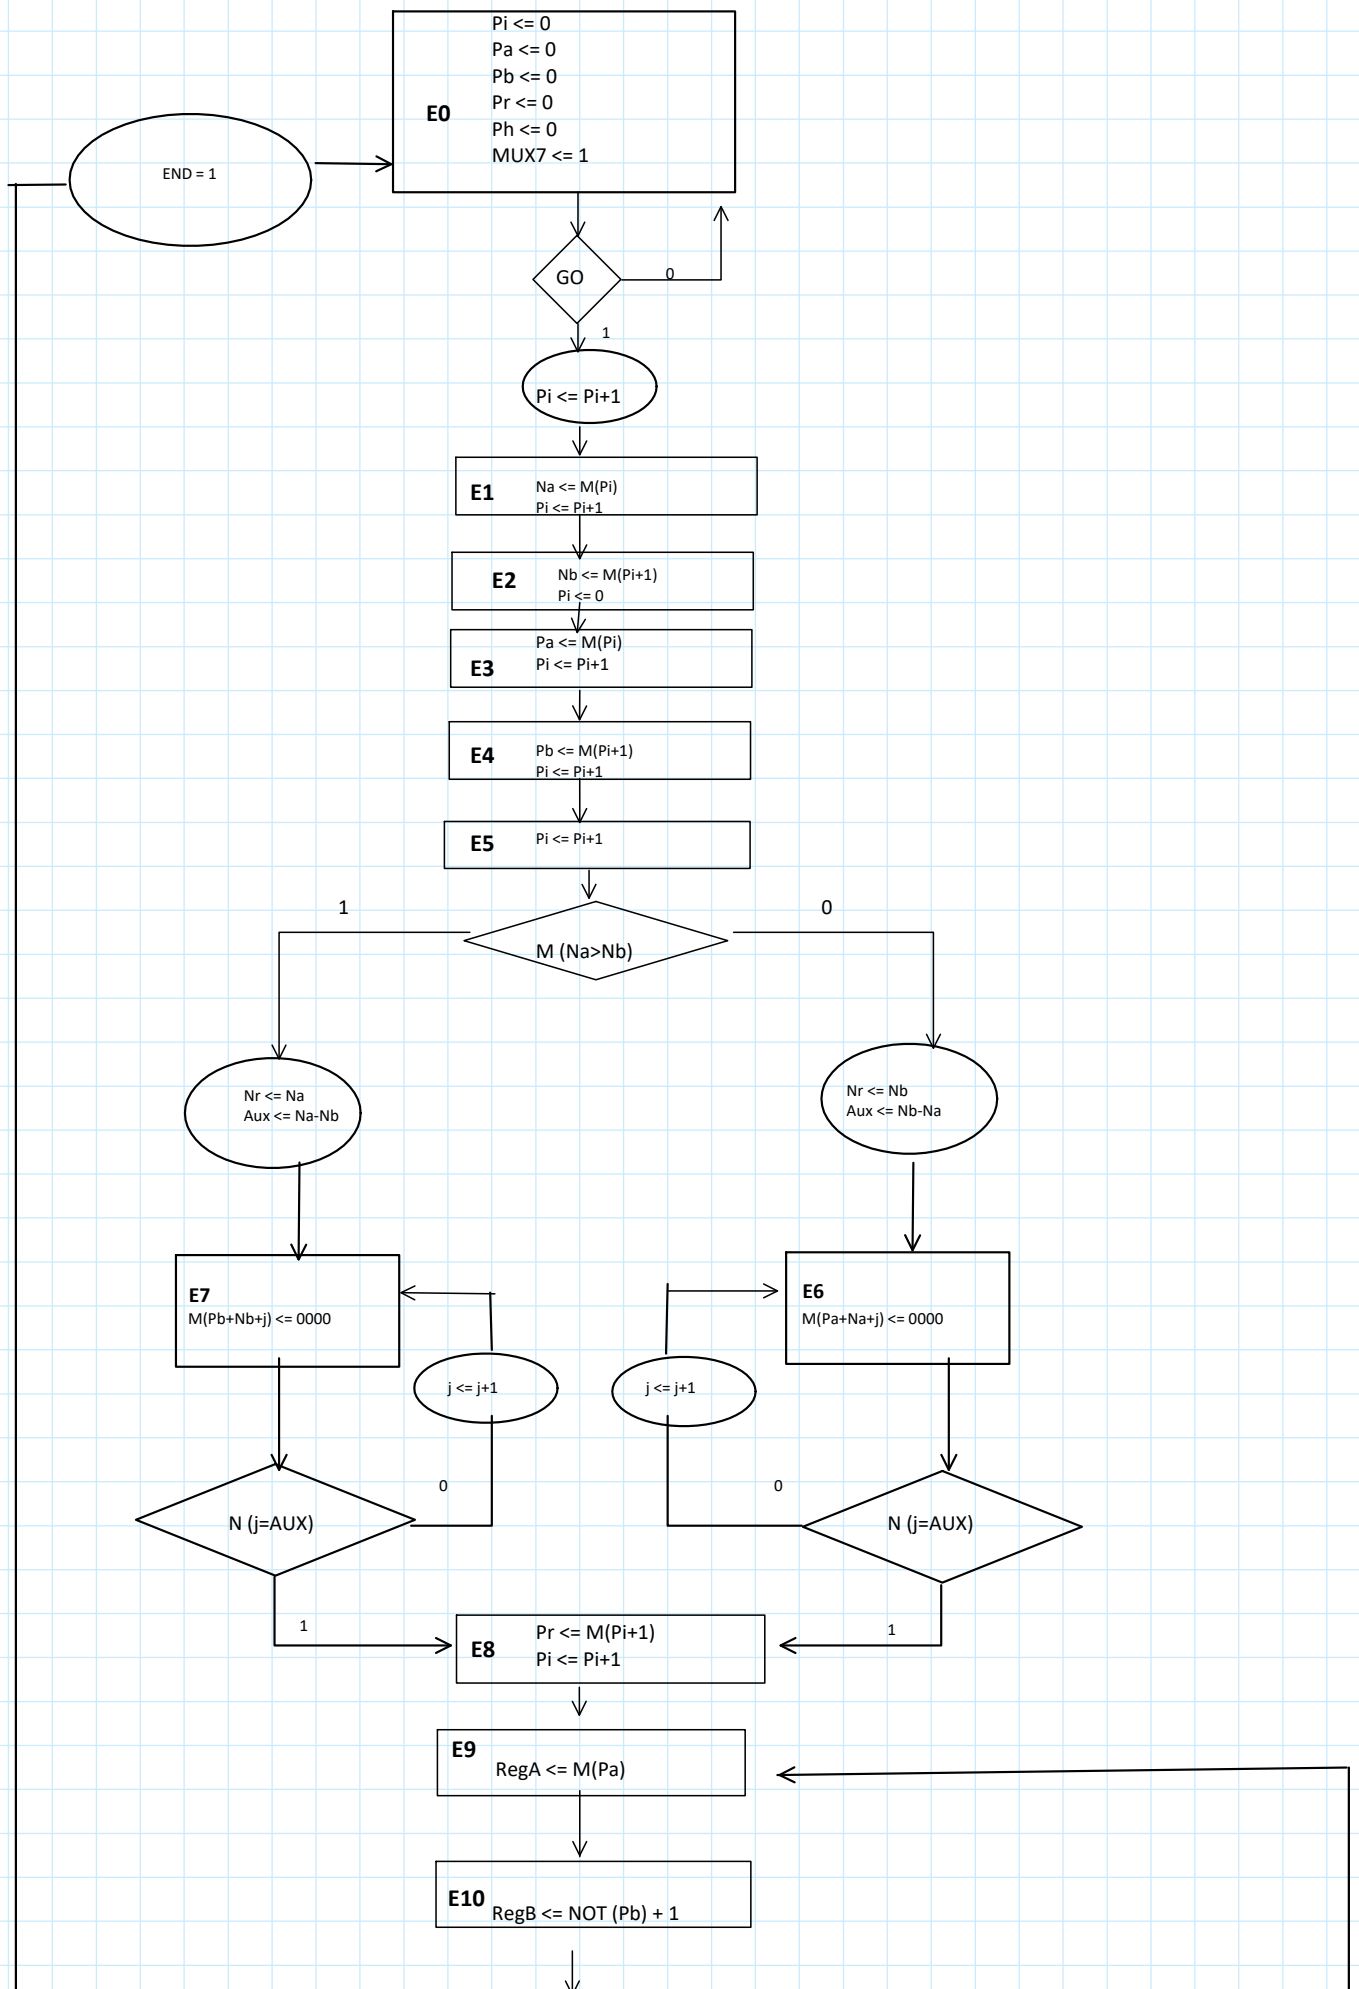 Pi <= 0
Pa <= 0
Pb <= 0
Pr <= 0
E0
Ph <= 0
MUX7 <= 1
END = 1
GO
0
1
Pi <= Pi+1
E1
Na <= M(Pi)
Pi <= Pi+1
E2
Nb <= M(Pi+1)
Pi <= 0
E3
Pa <= M(Pi)
Pi <= Pi+1
E4
Pb <= M(Pi+1)
Pi <= Pi+1
E5
Pi <= Pi+1
1
0
M (Na>Nb)
Nr <= Na
Aux <= Na-Nb
Nr <= Nb
Aux <= Nb-Na
E7
M(Pb+Nb+j) <= 0000
E6
M(Pa+Na+j) <= 0000
j <= j+1
j <= j+1
0
0
N (j=AUX)
N (j=AUX)
1
1
E8
Pr <= M(Pi+1)
Pi <= Pi+1
E9
RegA <= M(Pa)
E10
RegB <= NOT (Pb) + 1